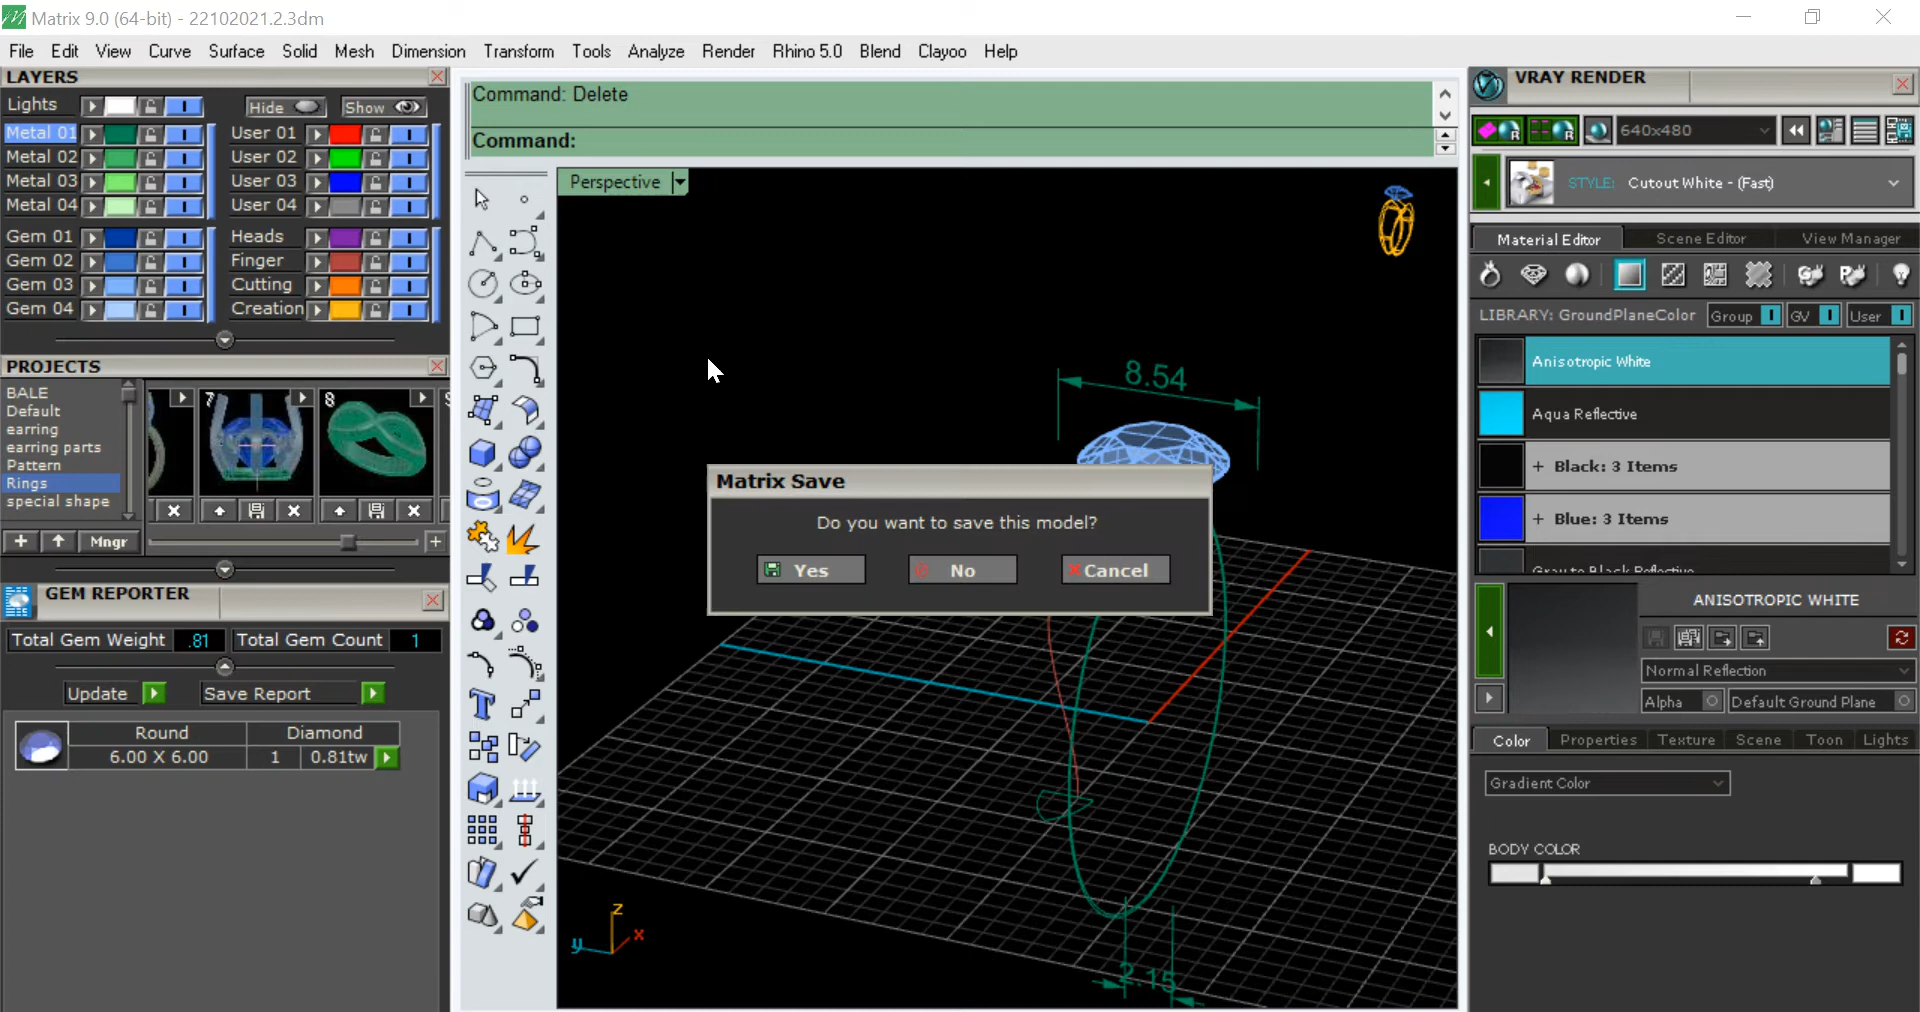 Matrix 9.0 (64-bit) - 22102021.2.3dm
File Edit View Curve Surface Solid Mesh Dimension Transform Tools Analyze Render Rhino 5.0 Blend Clayoo Help
LAYERS
Lights Hide Show
Metal 01 User 01
Metal 02 User 02
Metal 03 User 03
Metal 04 User 04
Gem 01 Heads
Gem 02 Finger
Gem 03 Cutting
Gem 04 Creation
PROJECTS
BALE
Default
earring
earring parts
Pattern
Rings
special shape
7 8
Mngr
GEM REPORTER
Total Gem Weight .81 Total Gem Count 1
Update Save Report
Round Diamond
6.00 X 6.00 1 0.81tw
Command: Delete
Command:
Perspective
8.54
Matrix Save
Do you want to save this model?
Yes No Cancel
2.15
z
y x
VRAY RENDER
640x480
STYLE: Cutout White - (Fast)
Material Editor Scene Editor View Manager
LIBRARY: GroundPlaneColor Group GV User
Anisotropic White
Aqua Reflective
+ Black: 3 Items
+ Blue: 3 Items
Gray to Black Reflective
ANISOTROPIC WHITE
Normal Reflection
Alpha Default Ground Plane
Color Properties Texture Scene Toon Lights
Gradient Color
BODY COLOR